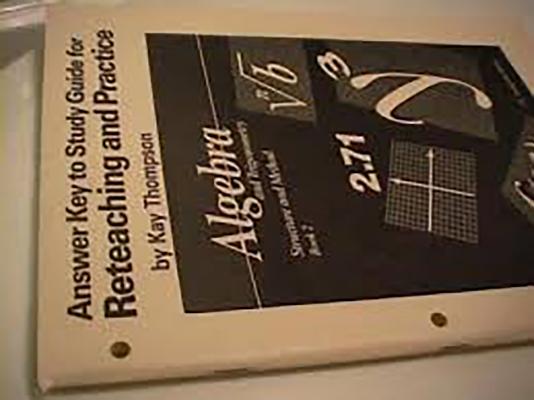 Answer Key to Study Guide for
Reteaching and Practice
by Kay Thompson
Algebra
and Trigonometry
Structure and Method
Book 2
n√b
3
2.71